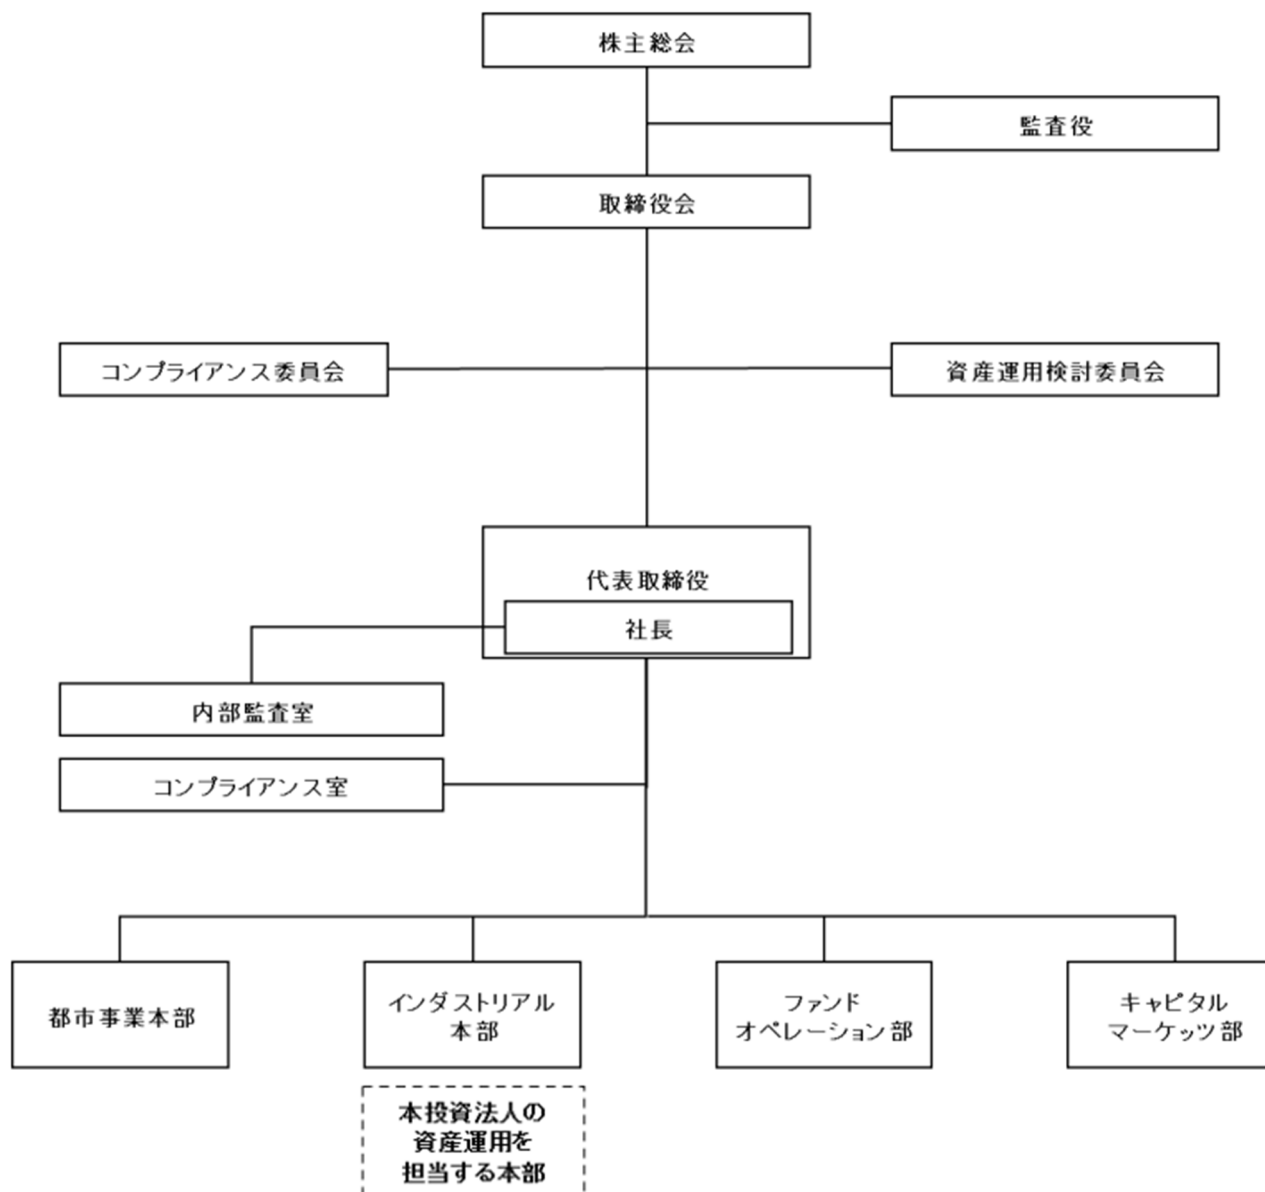 株主総会
監査役
取締役会
コンプライアンス委員会
資産運用検討委員会
代表取締役
社長
内部監査室
コンプライアンス室
都市事業本部
インダストリアル
本部
ファンド
オペレーション部
キャピタル
マーケッツ部
本投資法人の
資産運用を
担当する本部